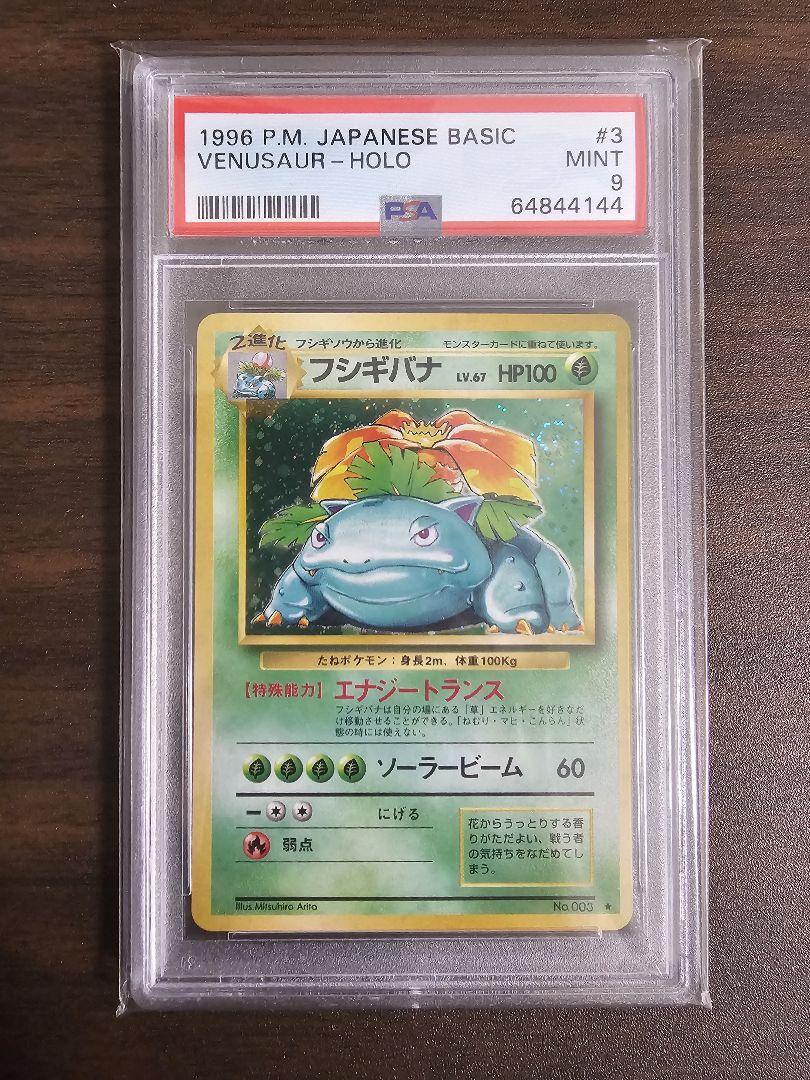 1996 P.M. JAPANESE BASIC #3
VENUSAUR - HOLO MINT
9
PSA 64844144
2進化 フシギソウから進化 モンスターカードに重ねて使います。
フシギバナ LV.67 HP100
たねポケモン：身長2m、体重100Kg
【特殊能力】エナジートランス
フシギバナは自分の場にある「草」エネルギーを好きなだ
け移動させることができる。「ねむり・マヒ・こんらん」状
態の時には使えない。
ソーラービーム 60
ー にげる
弱点
花からうっとりする香
りがただよい、戦う者
の気持ちをなだめてし
まう。
Illus. Mitsuhiro Arita No.003 ★